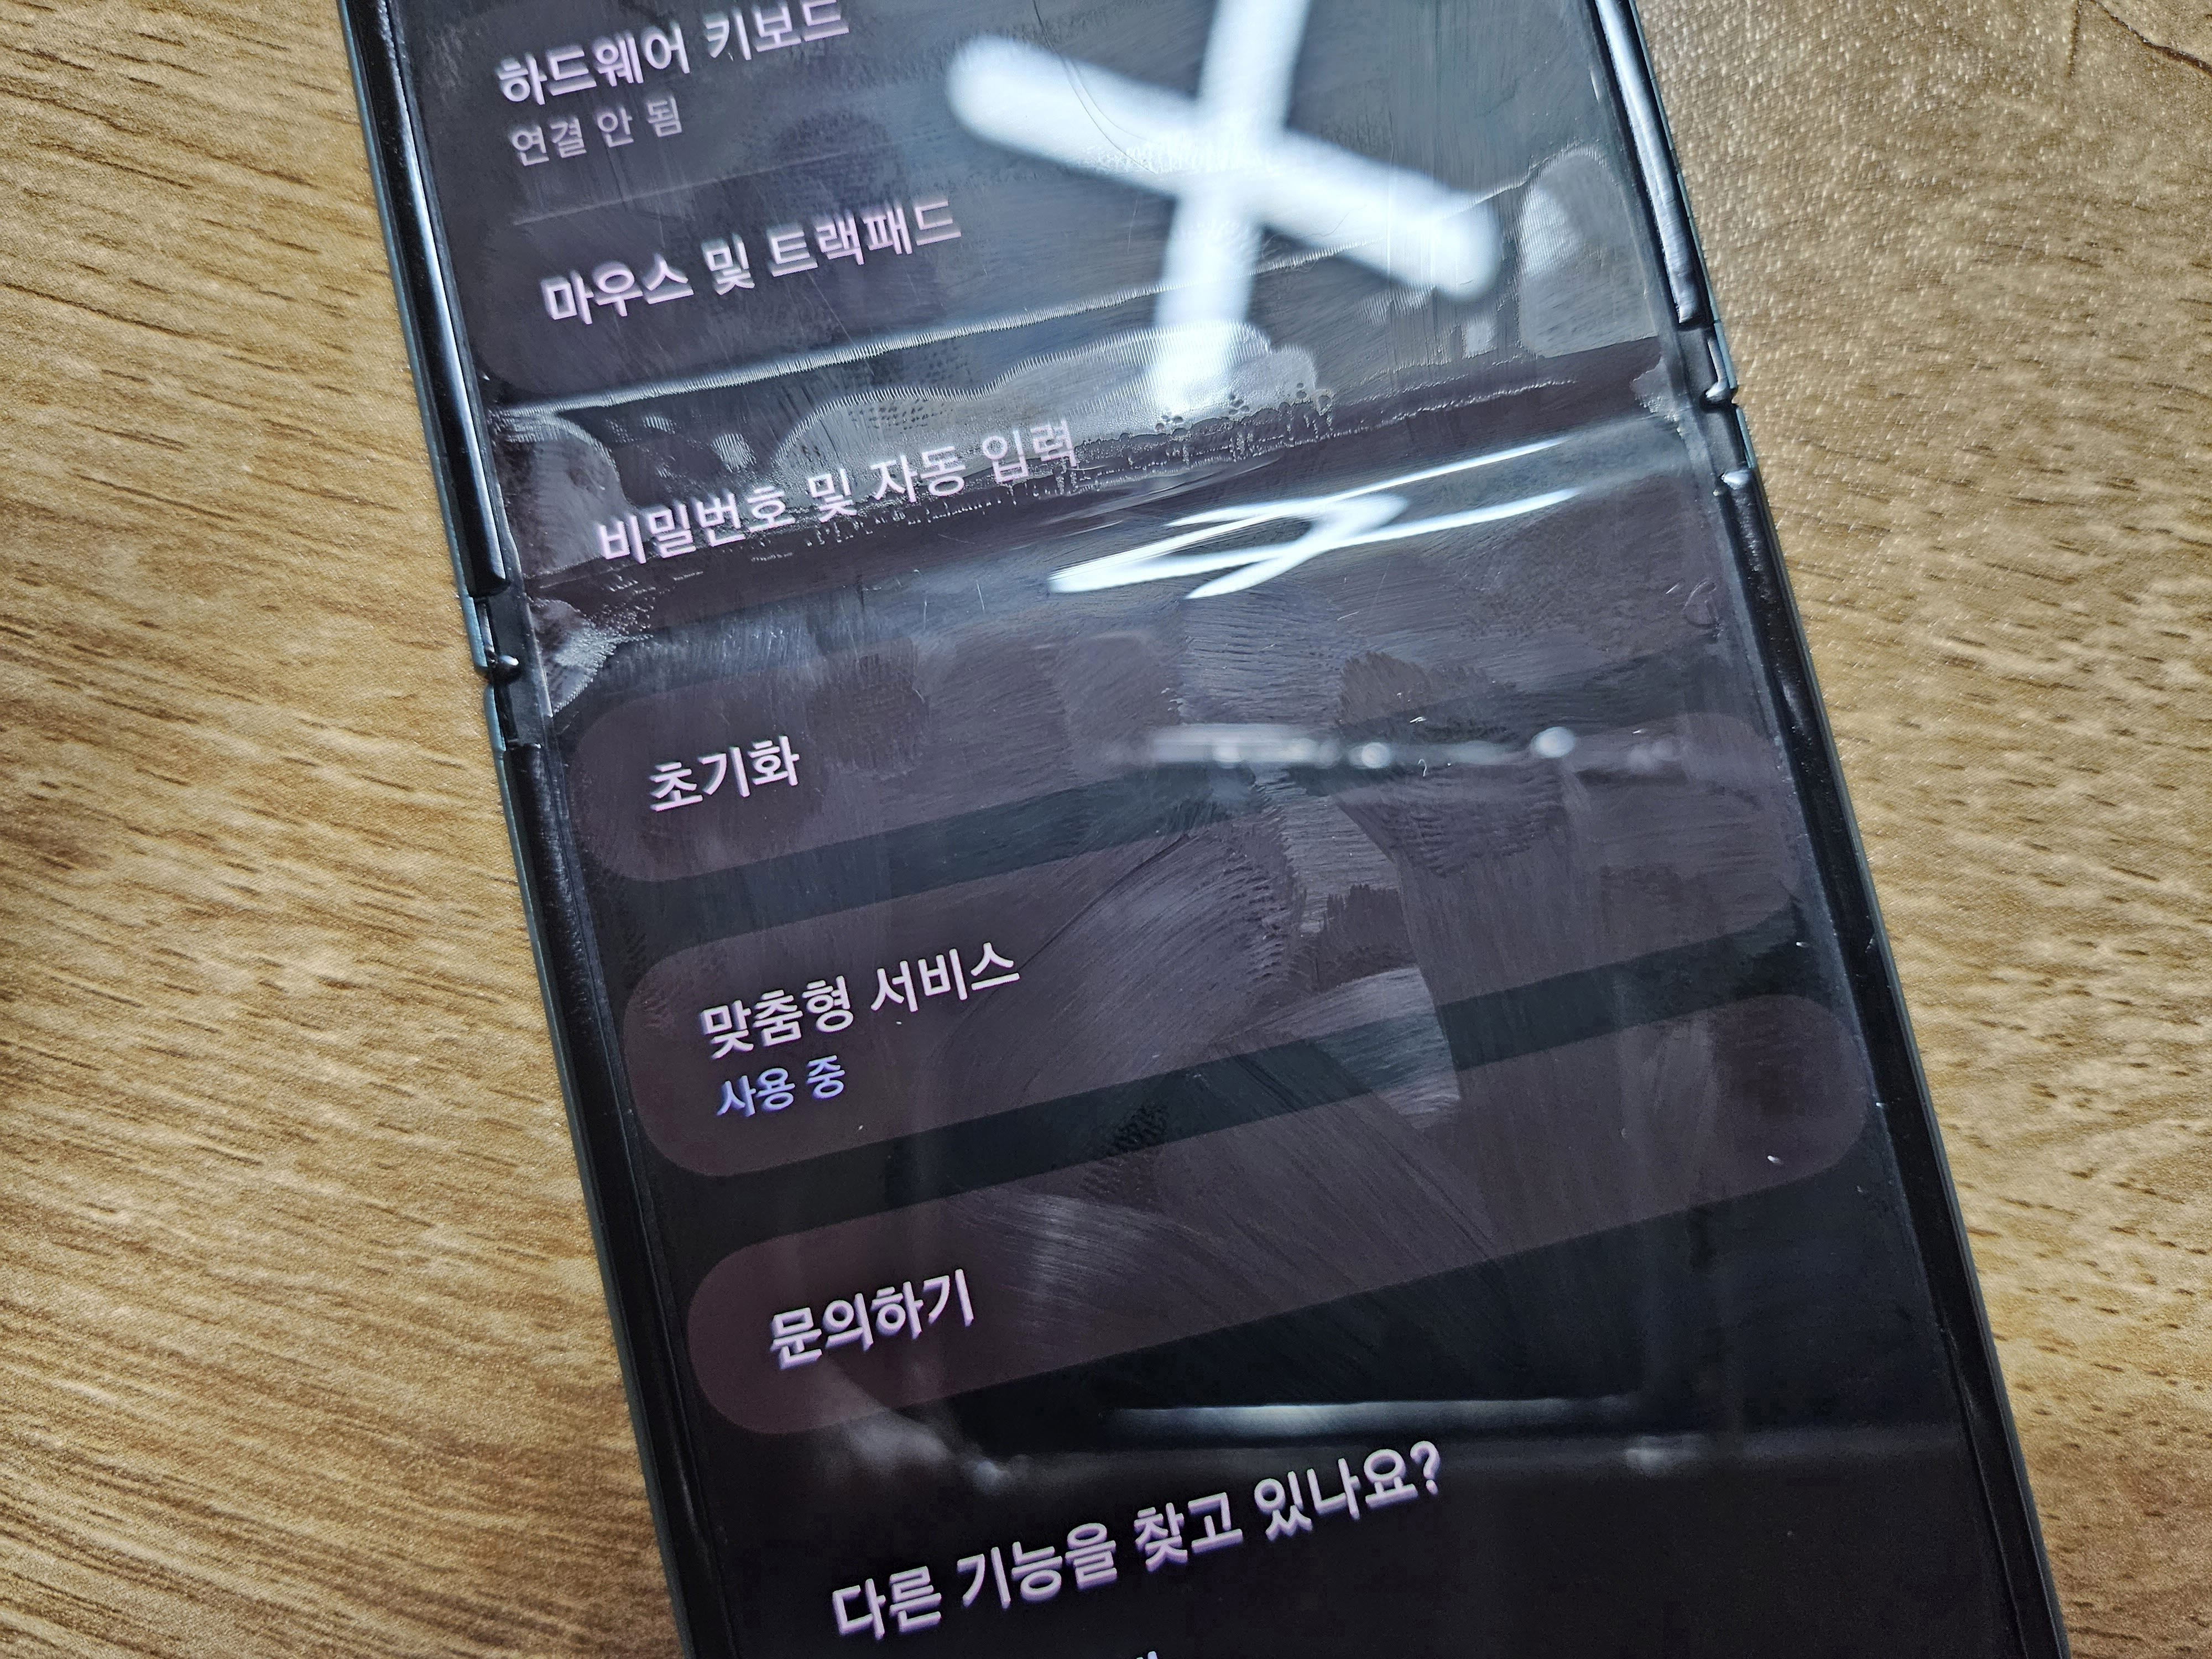 하드웨어 키보드
연결 안 됨
마우스 및 트랙패드
비밀번호 및 자동 입력
초기화
맞춤형 서비스
사용 중
문의하기
다른 기능을 찾고 있나요?